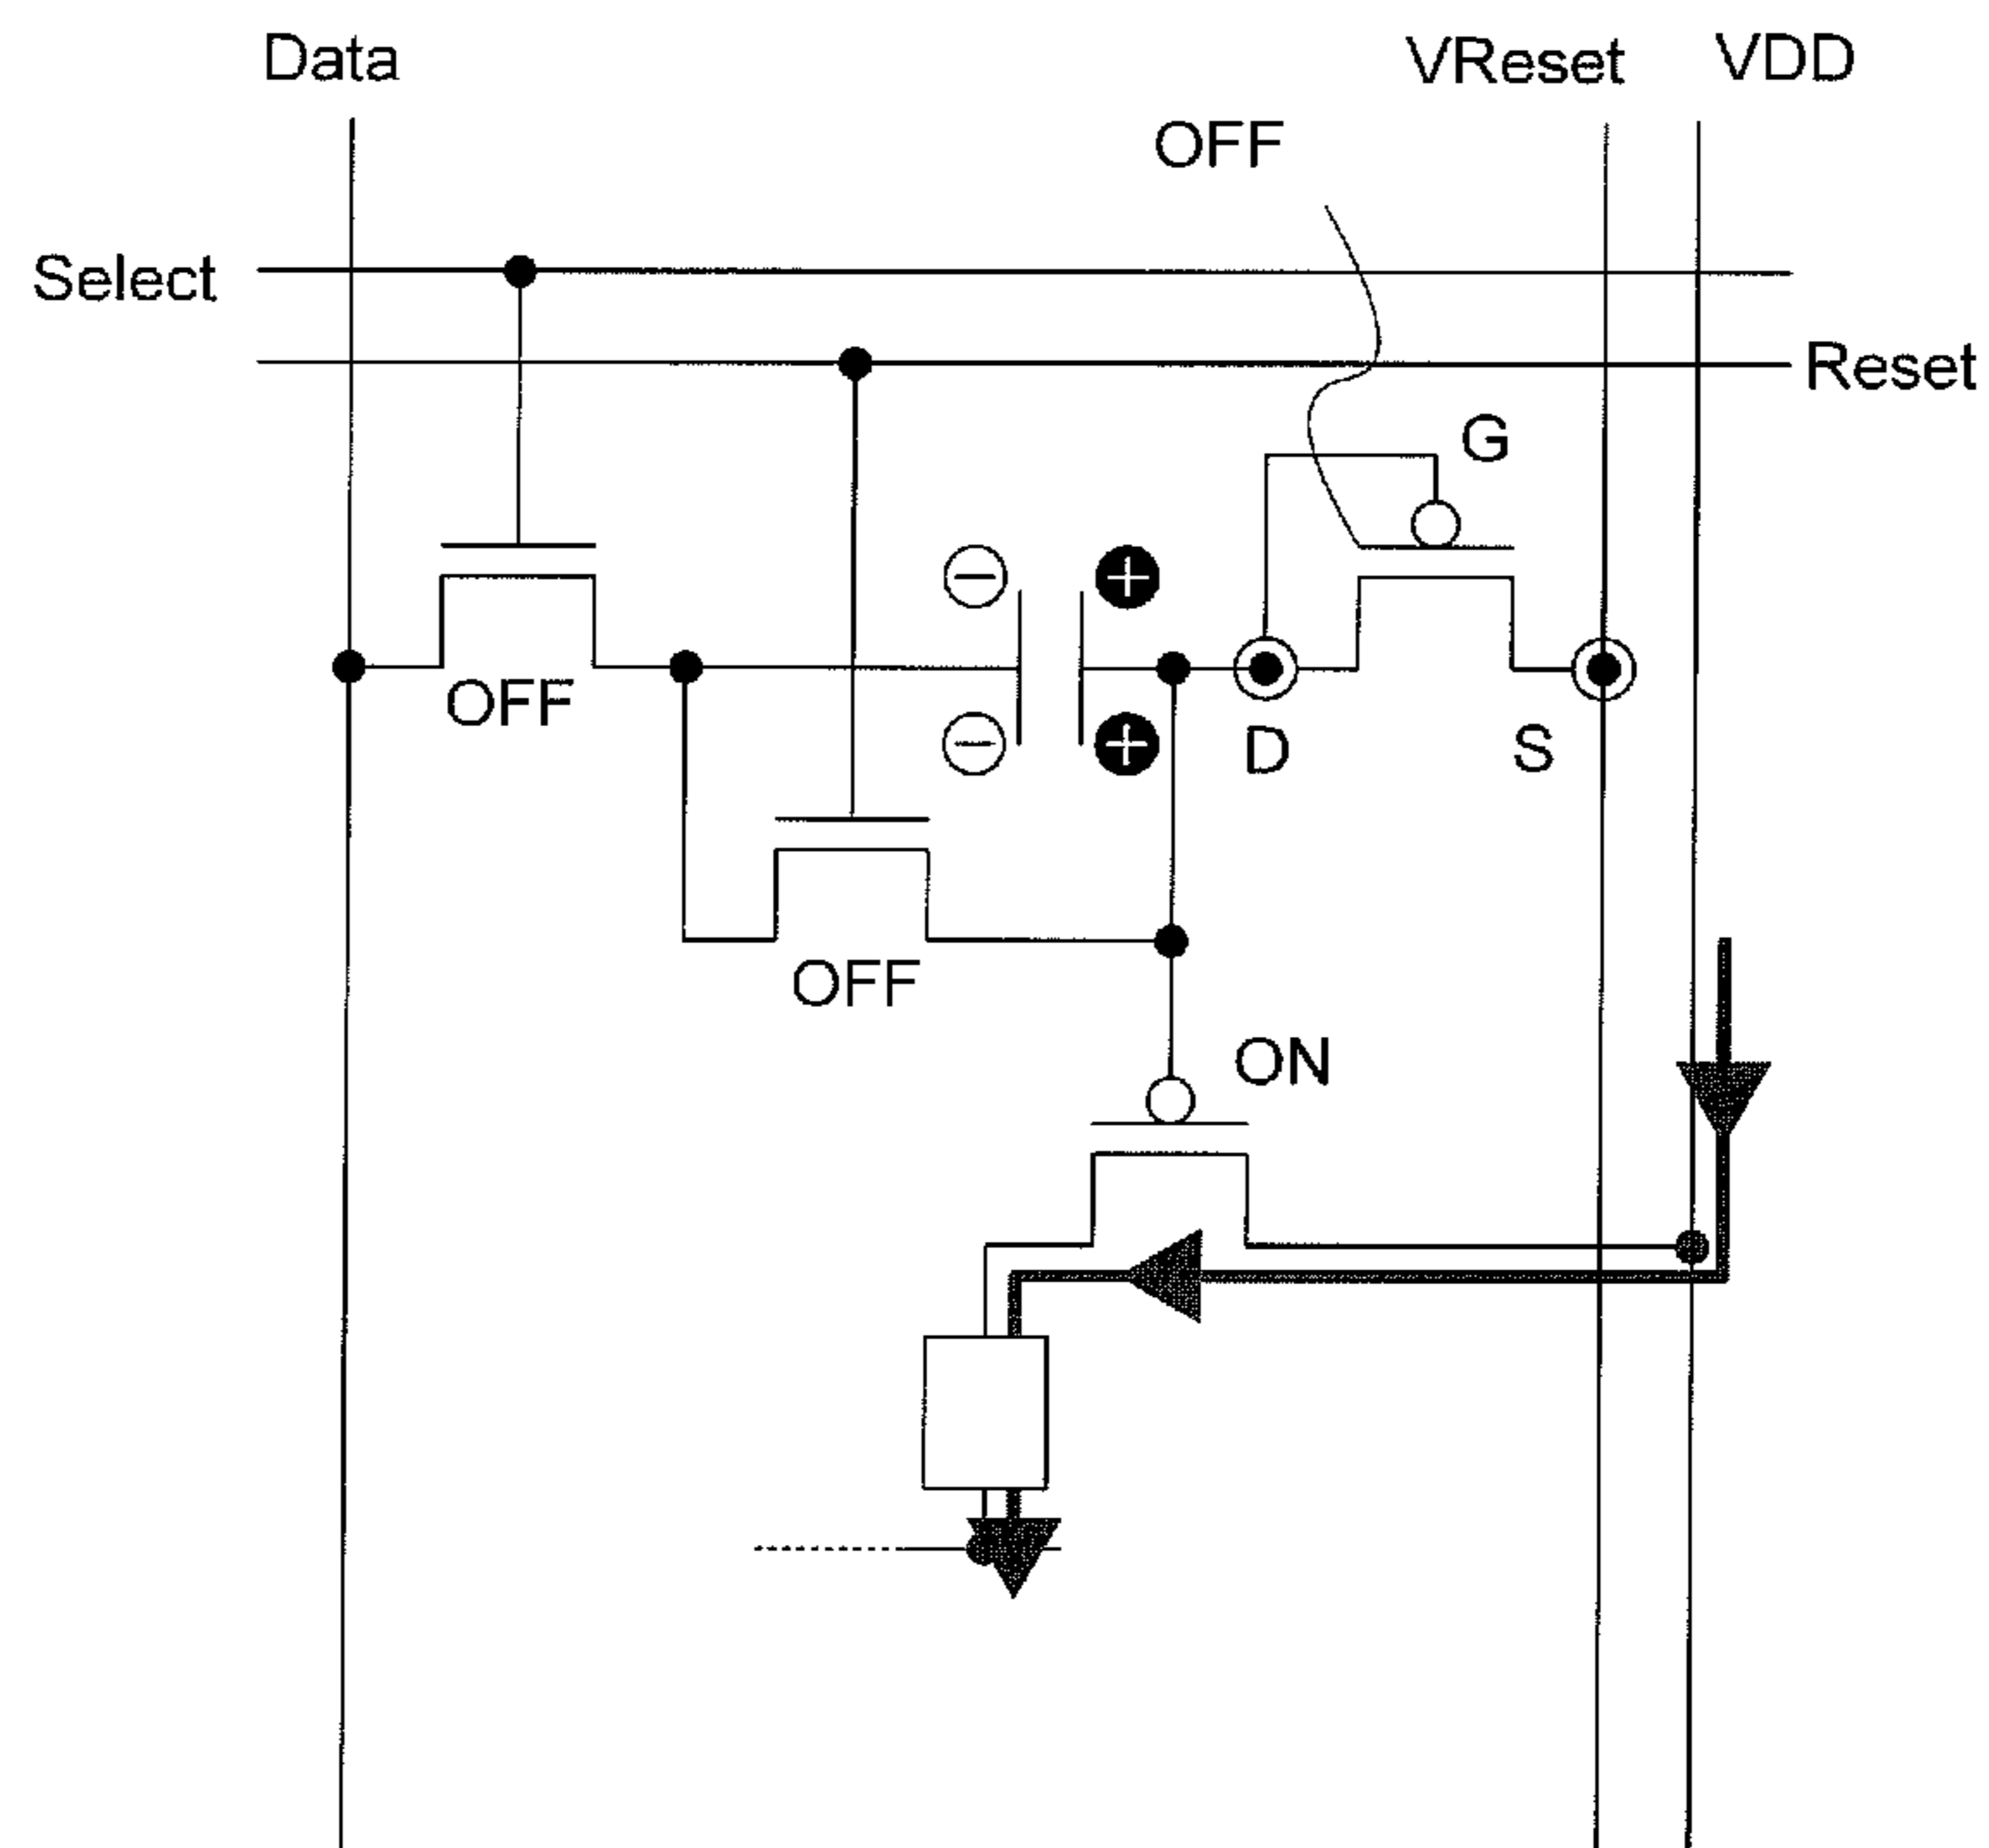 Data
VReset
VDD
OFF
Select
Reset
G
OFF
D
S
OFF
ON